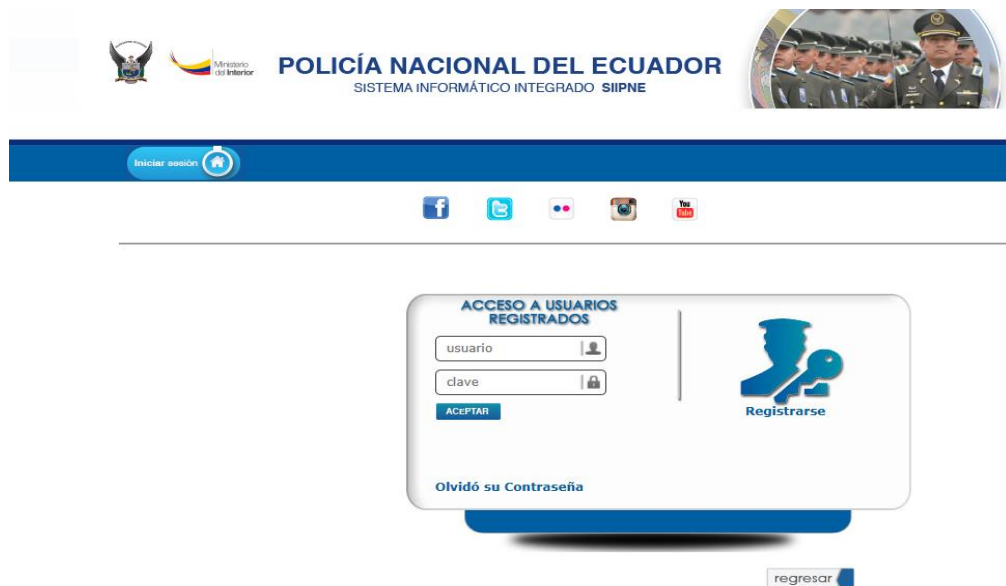 Ministerio
del Interior
POLICÍA NACIONAL DEL ECUADOR
SISTEMA INFORMÁTICO INTEGRADO SIIPNE
Iniciar sesión
You
Tube
ACCESO A USUARIOS
REGISTRADOS
usuario
clave
ACEPTAR
Registrarse
Olvidó su Contraseña
regresar